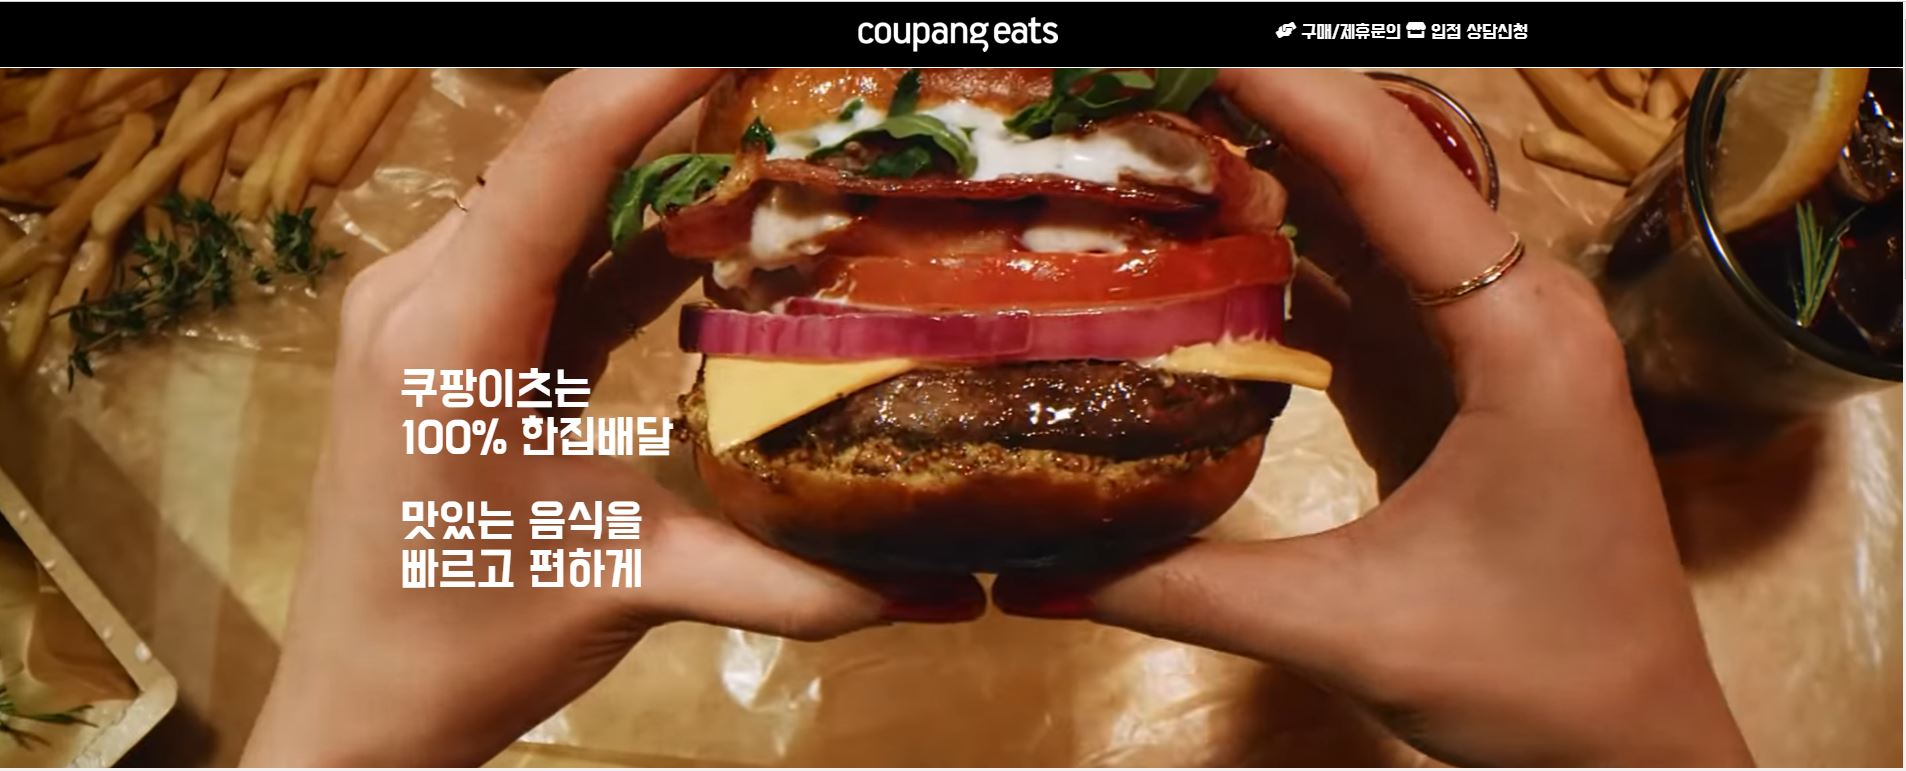 coupang eats
구매/제휴문의 입점 상담신청
쿠팡이츠는
100% 한집배달
맛있는 음식을
빠르고 편하게